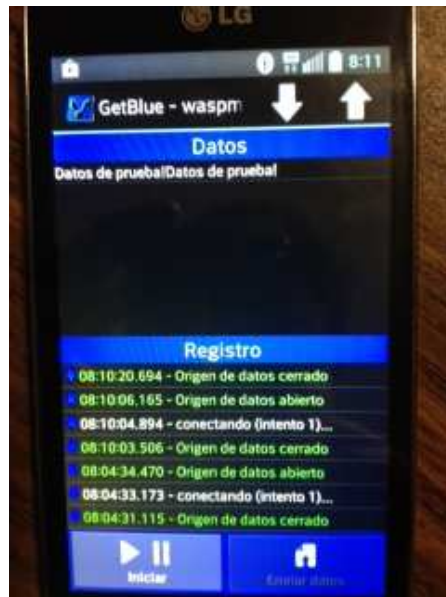 LG
8:11
GetBlue - waspm
Datos
Datos de prueba!Datos de prueba!
Registro
08:10:20.694 - Origen de datos cerrado
08:10:06.165 - Origen de datos abierto
08:10:04.894 - conectando (intento 1)...
08:10:03.506 - Origen de datos cerrado
08:04:34.470 - Origen de datos abierto
08:04:33.173 - conectando (intento 1)...
08:04:31.115 - Origen de datos cerrado
Iniciar
Enviar datos